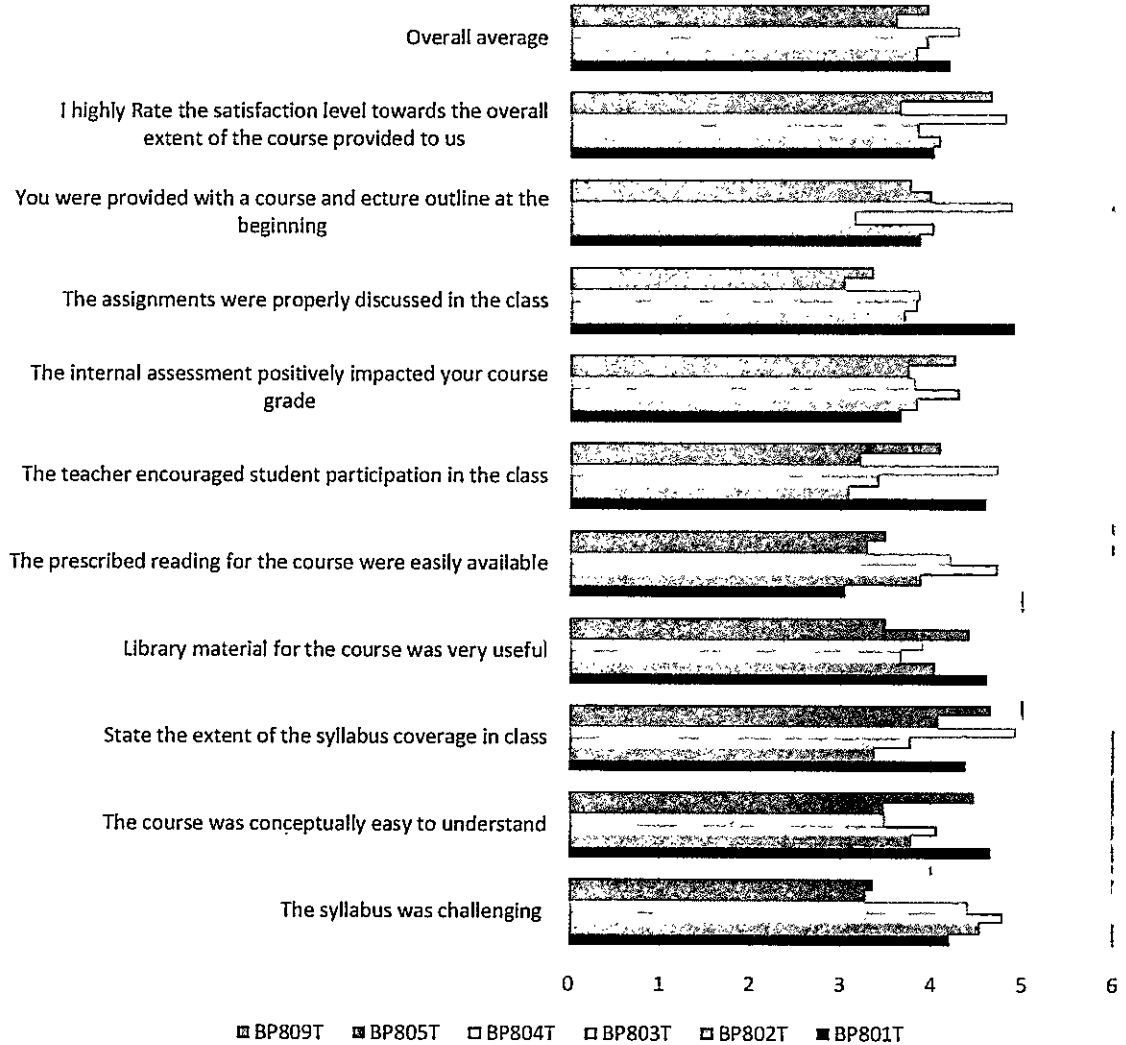 Overall average
I highly Rate the satisfaction level towards the overall
extent of the course provided to us
You were provided with a course and ecture outline at the
beginning
The assignments were properly discussed in the class
The internal assessment positively impacted your course
grade
The teacher encouraged student participation in the class
The prescribed reading for the course were easily available
Library material for the course was very useful
State the extent of the syllabus coverage in class
The course was conceptually easy to understand
The syllabus was challenging
0 1 2 3 4 5 6
BP809T BP805T BP804T BP803T BP802T BP801T